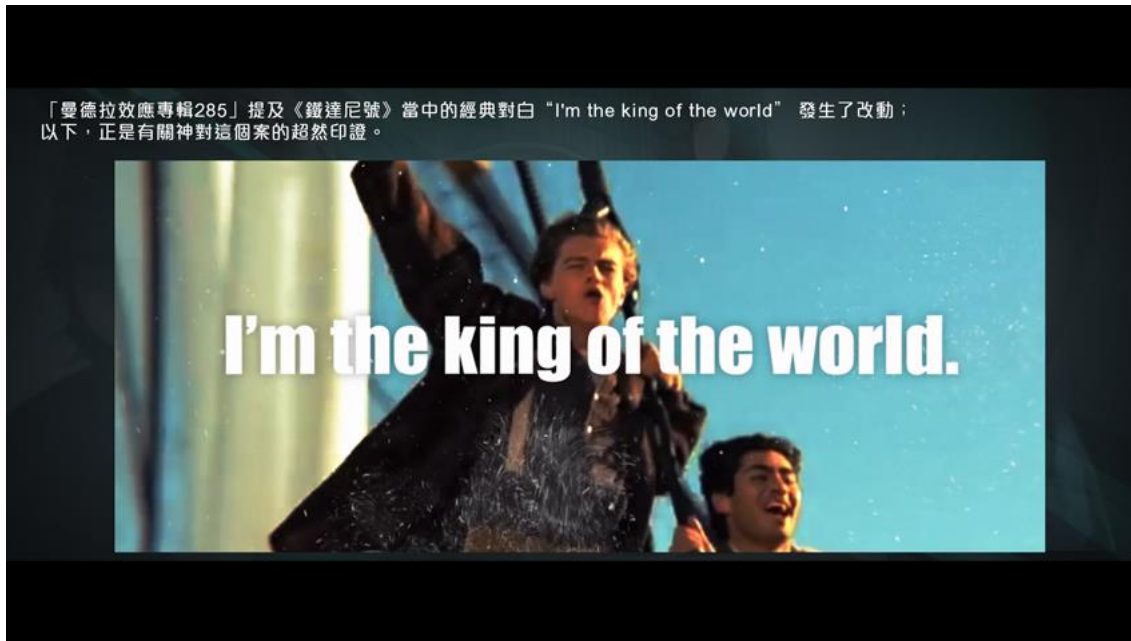 「曼德拉效應專輯285」提及《鐵達尼號》當中的經典對白“I'm the king of the world” 發生了改動；
以下，正是有關神對這個案的超然印證。
I’m the king of the world.